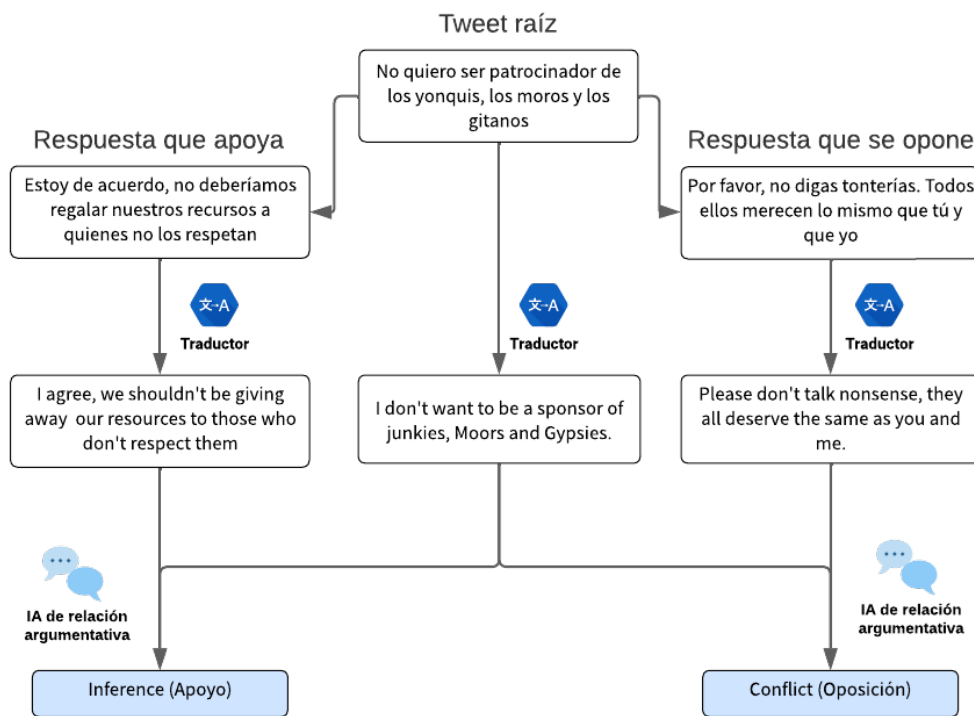 Tweet raíz
No quiero ser patrocinador de
los yonquis, los moros y los
gitanos
Respuesta que apoya
Estoy de acuerdo, no deberíamos
regalar nuestros recursos a
quienes no los respetan
Respuesta que se opone
Por favor, no digas tonterías. Todos
ellos merecen lo mismo que tú y
que yo
文→A
Traductor
文→A
Traductor
文→A
Traductor
I agree, we shouldn't be giving
away our resources to those who
don't respect them
I don't want to be a sponsor of
junkies, Moors and Gypsies.
Please don't talk nonsense, they
all deserve the same as you and
me.
IA de relación
argumentativa
IA de relación
argumentativa
Inference (Apoyo)
Conflict (Oposición)